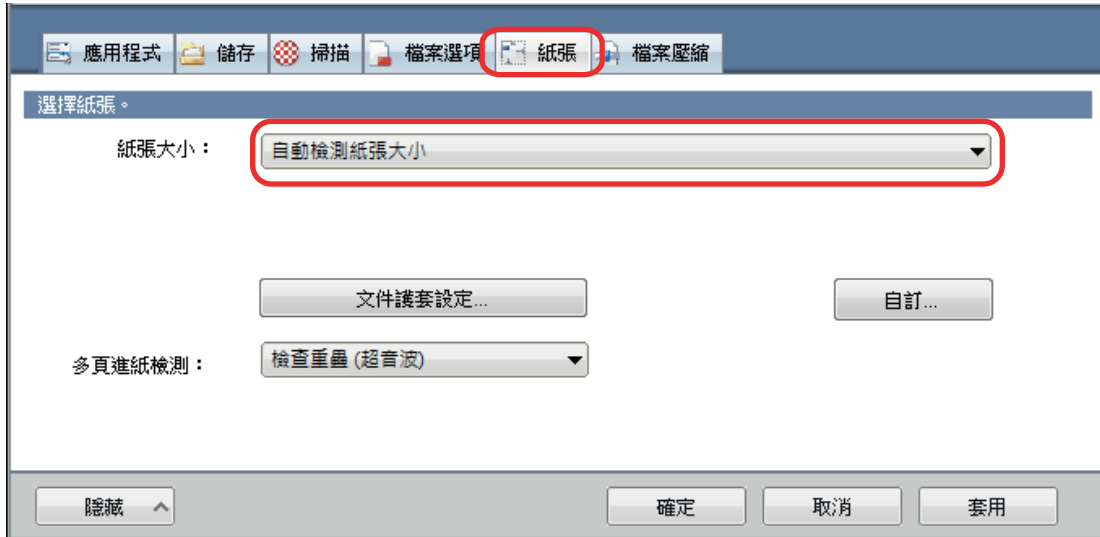 應用程式 儲存 掃描 檔案選項 紙張 檔案壓縮
選擇紙張。
紙張大小： 自動檢測紙張大小
文件護套設定... 自訂...
多頁進紙檢測： 檢查重疊 (超音波)
隱藏 確定 取消 套用